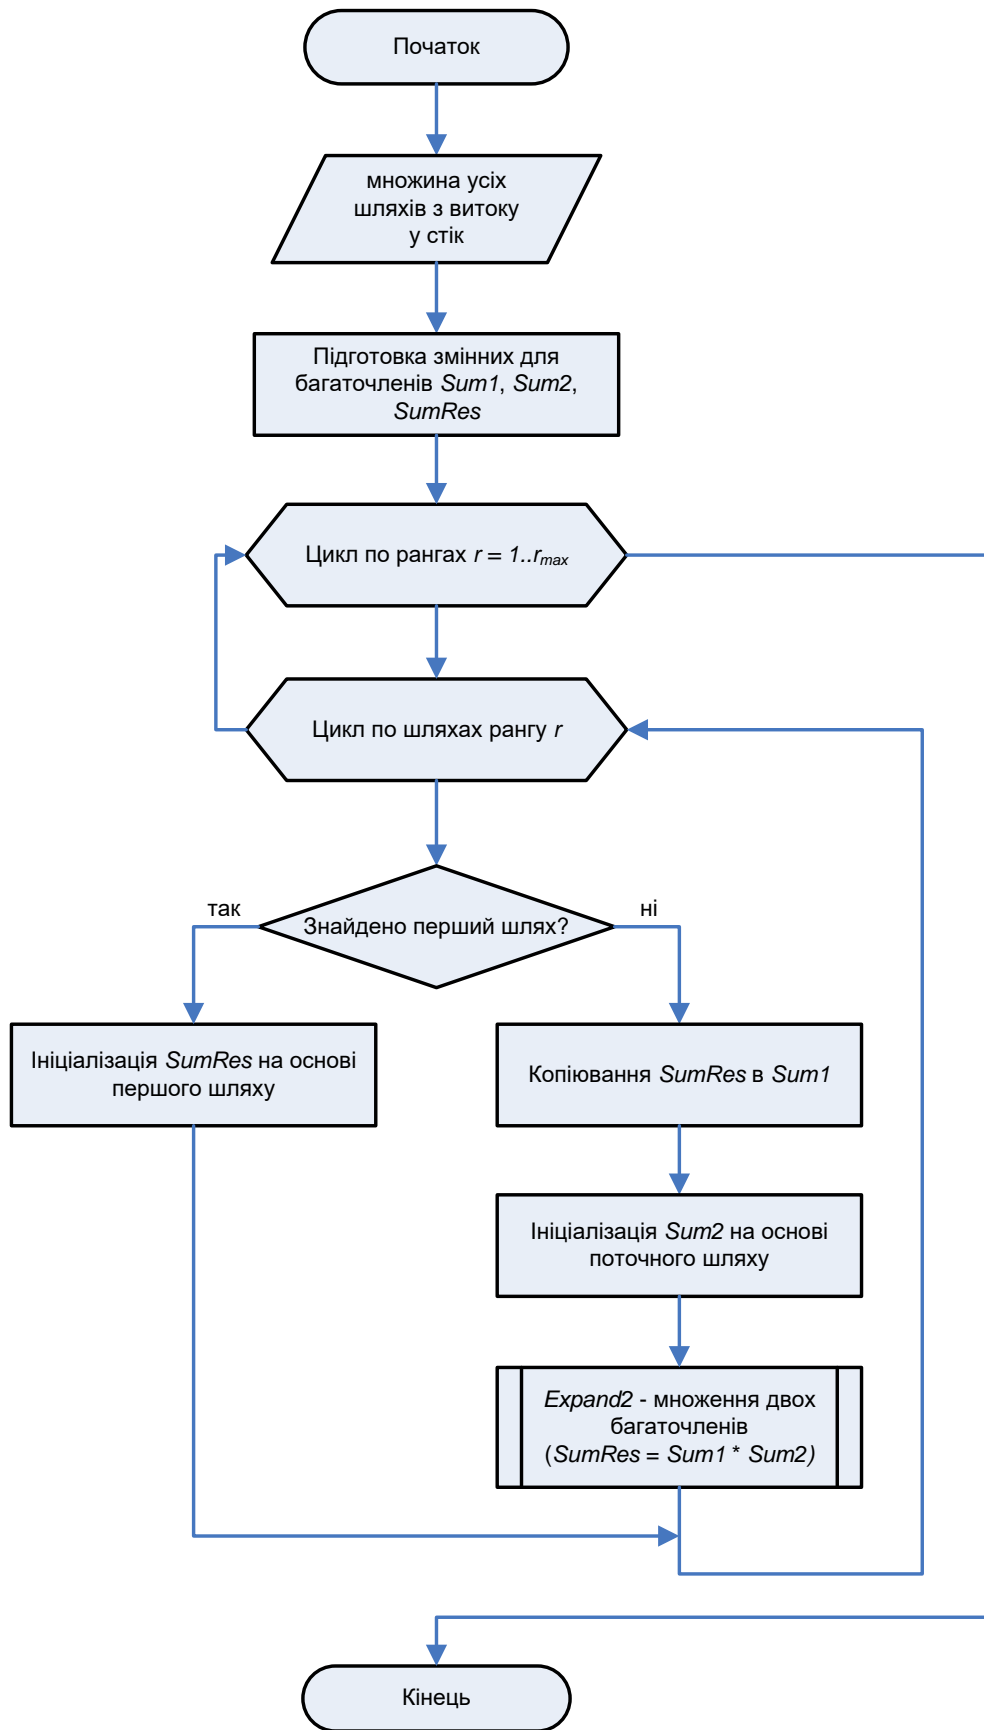 Початок
множина усіх
шляхів з витоку
у стік
Підготовка змінних для
багаточленів Sum1, Sum2,
SumRes
Цикл по рангах r = 1..rmax
Цикл по шляхах рангу r
так
ні
Знайдено перший шлях?
Ініціалізація SumRes на основі
першого шляху
Копіювання SumRes в Sum1
Ініціалізація Sum2 на основі
поточного шляху
Expand2 - множення двох
багаточленів
(SumRes = Sum1 * Sum2)
Кінець